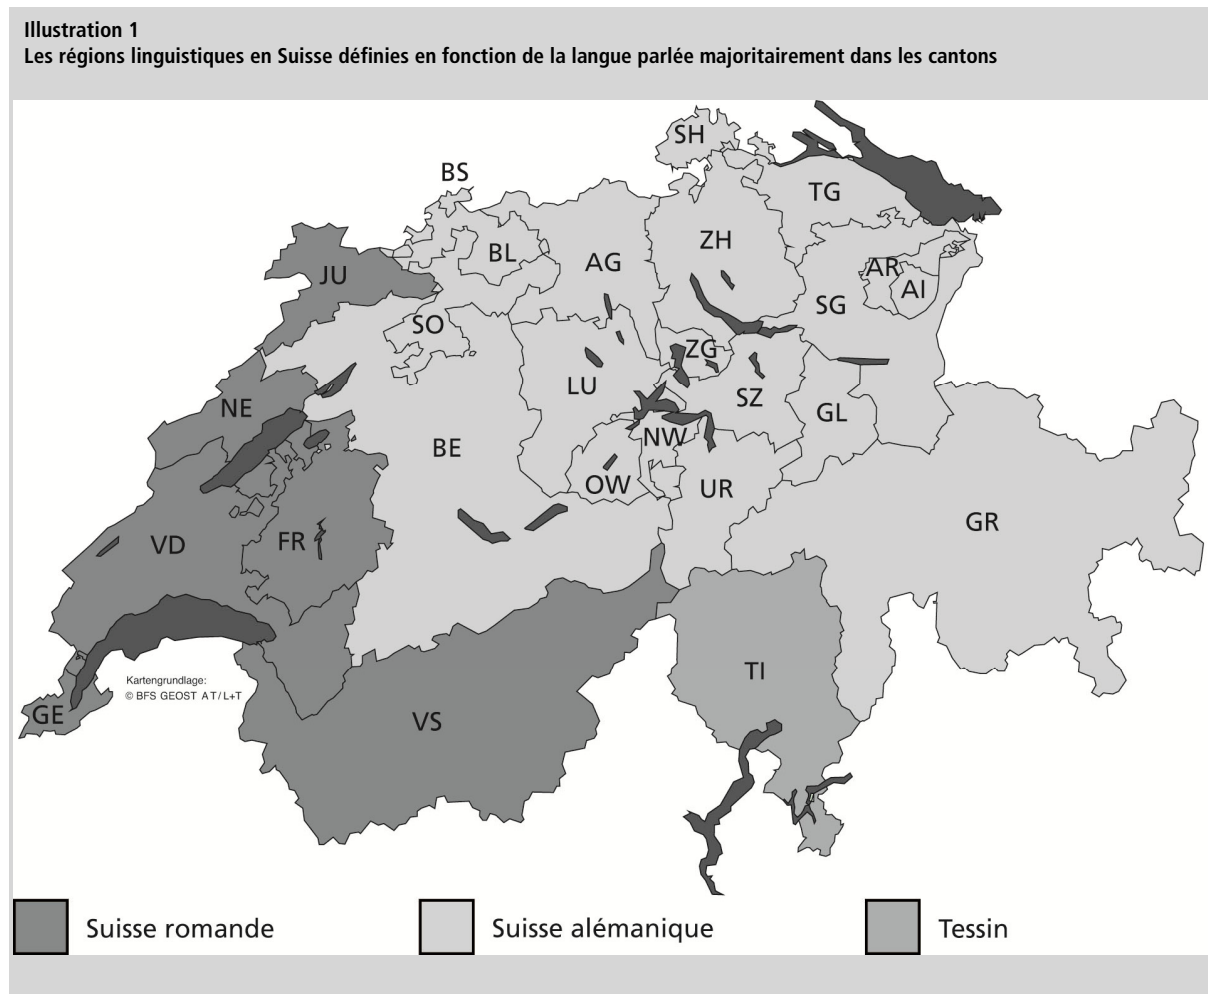 Illustration 1
Les régions linguistiques en Suisse définies en fonction de la langue parlée majoritairement dans les cantons
SH
BS
TG
ZH
BL
AG
JU
AR
AI
SG
SO
ZG
LU
SZ
NE
GL
NW
BE
OW
UR
GR
VD
FR
TI
Kartengrundlage:
© BFS GEOSTAT/L+T
GE
VS
Suisse romande
Suisse alémanique
Tessin